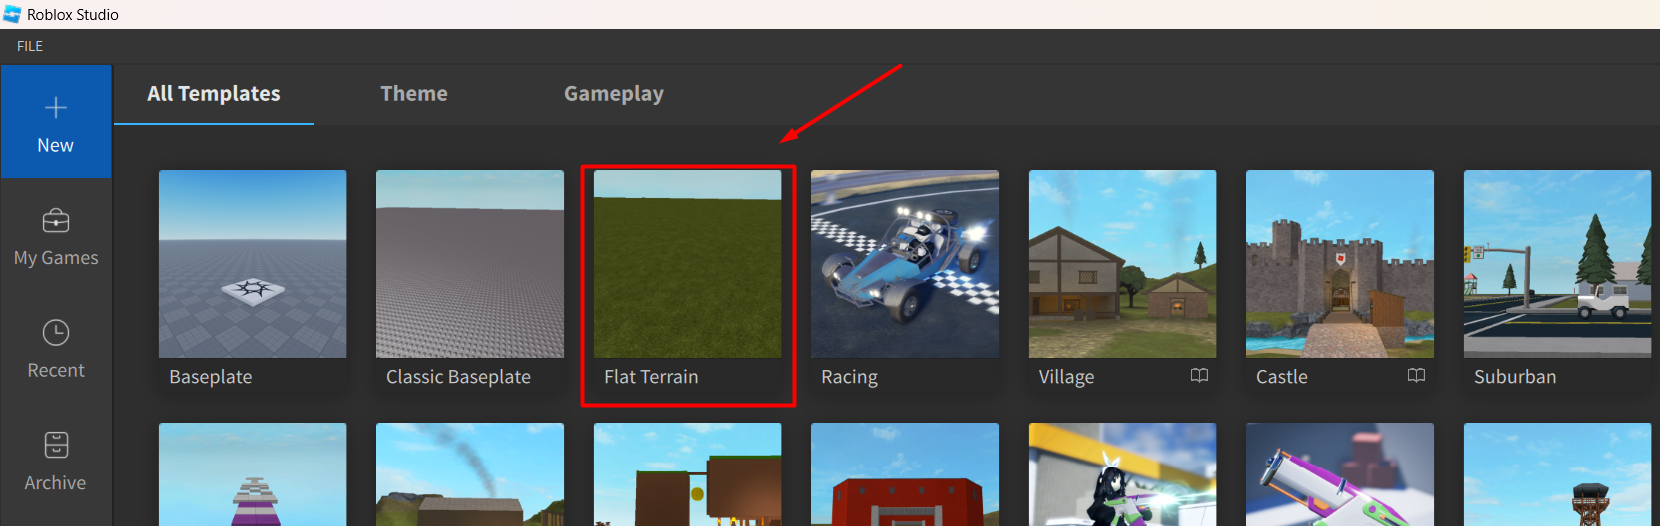 Roblox Studio
FILE
New
My Games
Recent
Archive
All Templates
Theme
Gameplay
Baseplate
Classic Baseplate
Flat Terrain
Racing
Village
Castle
Suburban